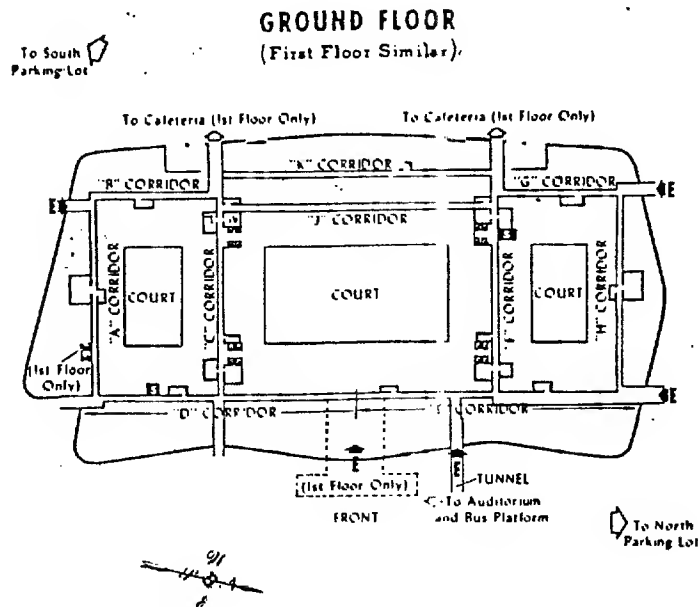 GROUND FLOOR
(First Floor Similar)
To South
Parking Lot
To Cafeteria (1st Floor Only)
To Cafeteria (1st Floor Only)
"K" CORRIDOR
"B" CORRIDOR
"G" CORRIDOR
E
E
"J" CORRIDOR
"A" CORRIDOR
COURT
"C" CORRIDOR
COURT
"F" CORRIDOR
COURT
"H" CORRIDOR
(1st Floor
Only)
E
"D" CORRIDOR
"E" CORRIDOR
E
E
(1st Floor Only)
TUNNEL
To Auditorium
and Bus Platform
FRONT
To North
Parking Lot